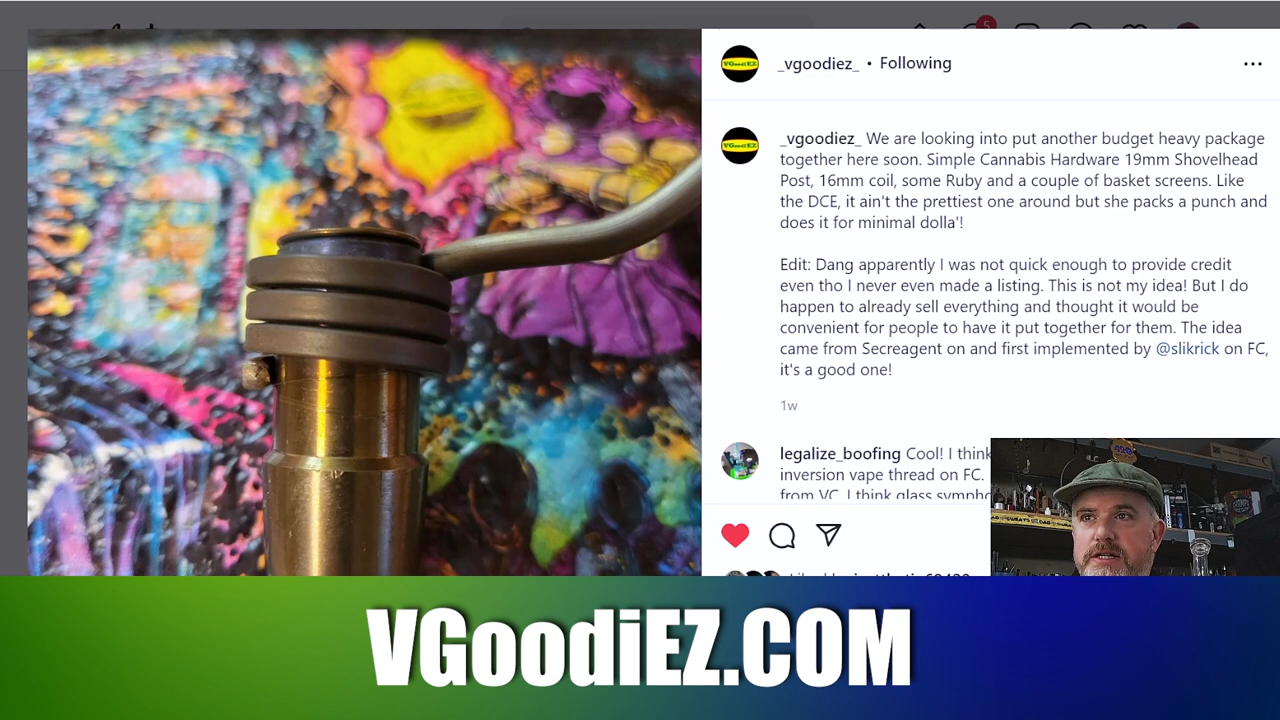 5
_vgoodiez_ • Following
_vgoodiez_ We are looking into put another budget heavy package
together here soon. Simple Cannabis Hardware 19mm Shovelhead
Post, 16mm coil, some Ruby and a couple of basket screens. Like
the DCE, it ain't the prettiest one around but she packs a punch and
does it for minimal dolla'!
Edit: Dang apparently I was not quick enough to provide credit
even tho I never even made a listing. This is not my idea! But I do
happen to already sell everything and thought it would be
convenient for people to have it put together for them. The idea
came from Secreagent on and first implemented by @slikrick on FC,
it's a good one!
1w
legalize_boofing Cool! I think
inversion vape thread on FC.
from VC. I think glass
VGoodiEZ.COM